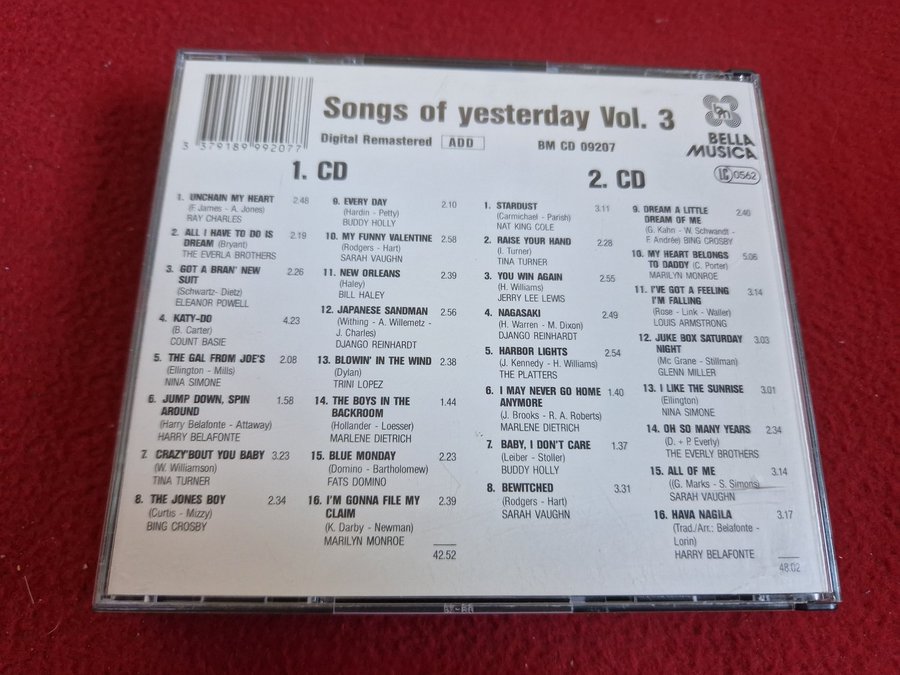 Songs of yesterday Vol. 3
Digital Remastered ADD BM CD 09207
3 379189 992077
BELLA
MUSICA
LC 0562
1. CD
1. UNCHAIN MY HEART 2.48
(F. James - A. Jones)
RAY CHARLES
2. ALL I HAVE TO DO IS 2.19
DREAM (Bryant)
THE EVERLA BROTHERS
3. GOT A BRAN' NEW 2.26
SUIT
(Schwartz- Dietz)
ELEANOR POWELL
4. KATY-DO 4.23
(B. Carter)
COUNT BASIE
5. THE GAL FROM JOE'S 2.08
(Ellington - Mills)
NINA SIMONE
6. JUMP DOWN, SPIN 1.58
AROUND
(Harry Belafonte - Attaway)
HARRY BELAFONTE
7. CRAZY'BOUT YOU BABY 3.23
(W. Williamson)
TINA TURNER
8. THE JONES BOY 2.34
(Curtis - Mizzy)
BING CROSBY
9. EVERY DAY 2.10
(Hardin - Petty)
BUDDY HOLLY
10. MY FUNNY VALENTINE 2.58
(Rodgers - Hart)
SARAH VAUGHN
11. NEW ORLEANS 2.39
(Haley)
BILL HALEY
12. JAPANESE SANDMAN 2.56
(Withing - A. Willemetz -
J. Charles)
DJANGO REINHARDT
13. BLOWIN' IN THE WIND 2.38
(Dylan)
TRINI LOPEZ
14. THE BOYS IN THE 1.44
BACKROOM
(Hollander - Loesser)
MARLENE DIETRICH
15. BLUE MONDAY 2.23
(Domino - Bartholomew)
FATS DOMINO
16. I'M GONNA FILE MY 2.39
CLAIM
(K. Darby - Newman)
MARILYN MONROE
42.52
2. CD
1. STARDUST 3.11
(Carmichael - Parish)
NAT KING COLE
2. RAISE YOUR HAND 2.28
(I. Turner)
TINA TURNER
3. YOU WIN AGAIN 2.55
(H. Williams)
JERRY LEE LEWIS
4. NAGASAKI 2.49
(H. Warren - M. Dixon)
DJANGO REINHARDT
5. HARBOR LIGHTS 2.54
(J. Kennedy - H. Williams)
THE PLATTERS
6. I MAY NEVER GO HOME 1.40
ANYMORE
(J. Brooks - R.A. Roberts)
MARLENE DIETRICH
7. BABY, I DON'T CARE 1.37
(Leiber - Stoller)
BUDDY HOLLY
8. BEWITCHED 3.31
(Rodgers - Hart)
SARAH VAUGHN
9. DREAM A LITTLE 2.46
DREAM OF ME
(G. Kahn - W. Schwandt -
F. Andrée) BING CROSBY
10. MY HEART BELONGS 5.06
TO DADDY (C. Porter)
MARILYN MONROE
11. I'VE GOT A FEELING 3.14
I'M FALLING
(Rose - Link - Waller)
LOUIS ARMSTRONG
12. JUKE BOX SATURDAY 3.03
NIGHT
(Mc Grane - Stillman)
GLENN MILLER
13. I LIKE THE SUNRISE 3.01
(Ellington)
NINA SIMONE
14. OH SO MANY YEARS 2.34
(D. + P. Everly)
THE EVERLY BROTHERS
15. ALL OF ME 3.14
((G. Marks - S. Simons)
SARAH VAUGHN
16. HAVA NAGILA 3.17
(Trad./Arr.: Belafonte -
Lorin)
HARRY BELAFONTE
48.02